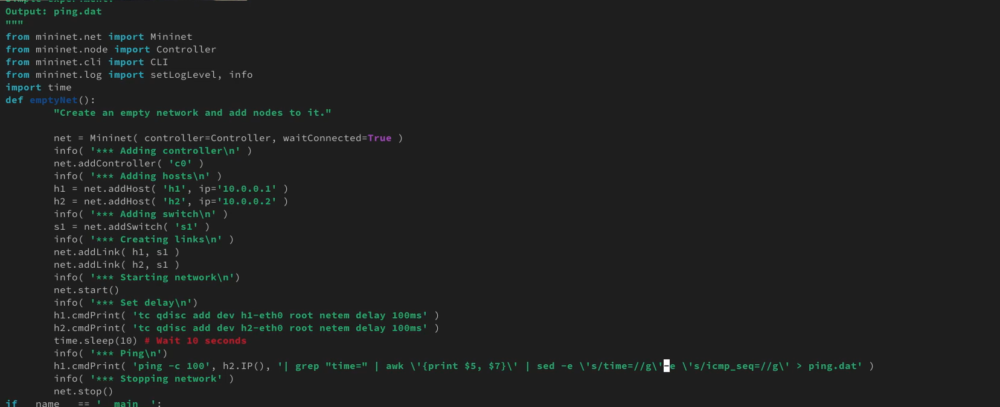 Simple experiment.
Output: ping.dat
"""
from mininet.net import Mininet
from mininet.node import Controller
from mininet.cli import CLI
from mininet.log import setLogLevel, info
import time
def emptyNet():
"Create an empty network and add nodes to it."
net = Mininet( controller=Controller, waitConnected=True )
info( '*** Adding controller\n' )
net.addController( 'c0' )
info( '*** Adding hosts\n' )
h1 = net.addHost( 'h1', ip='10.0.0.1' )
h2 = net.addHost( 'h2', ip='10.0.0.2' )
info( '*** Adding switch\n' )
s1 = net.addSwitch( 's1' )
info( '*** Creating links\n' )
net.addLink( h1, s1 )
net.addLink( h2, s1 )
info( '*** Starting network\n')
net.start()
info( '*** Set delay\n')
h1.cmdPrint( 'tc qdisc add dev h1-eth0 root netem delay 100ms' )
h2.cmdPrint( 'tc qdisc add dev h2-eth0 root netem delay 100ms' )
time.sleep(10) # Wait 10 seconds
info( '*** Ping\n')
h1.cmdPrint( 'ping -c 100', h2.IP(), '| grep "time=" | awk \'{print $5, $7}\' | sed -e \'s/time=//g\'-e \'s/icmp_seq=//g\' > ping.dat' )
info( '*** Stopping network' )
net.stop()
if __name__ == '__main__':